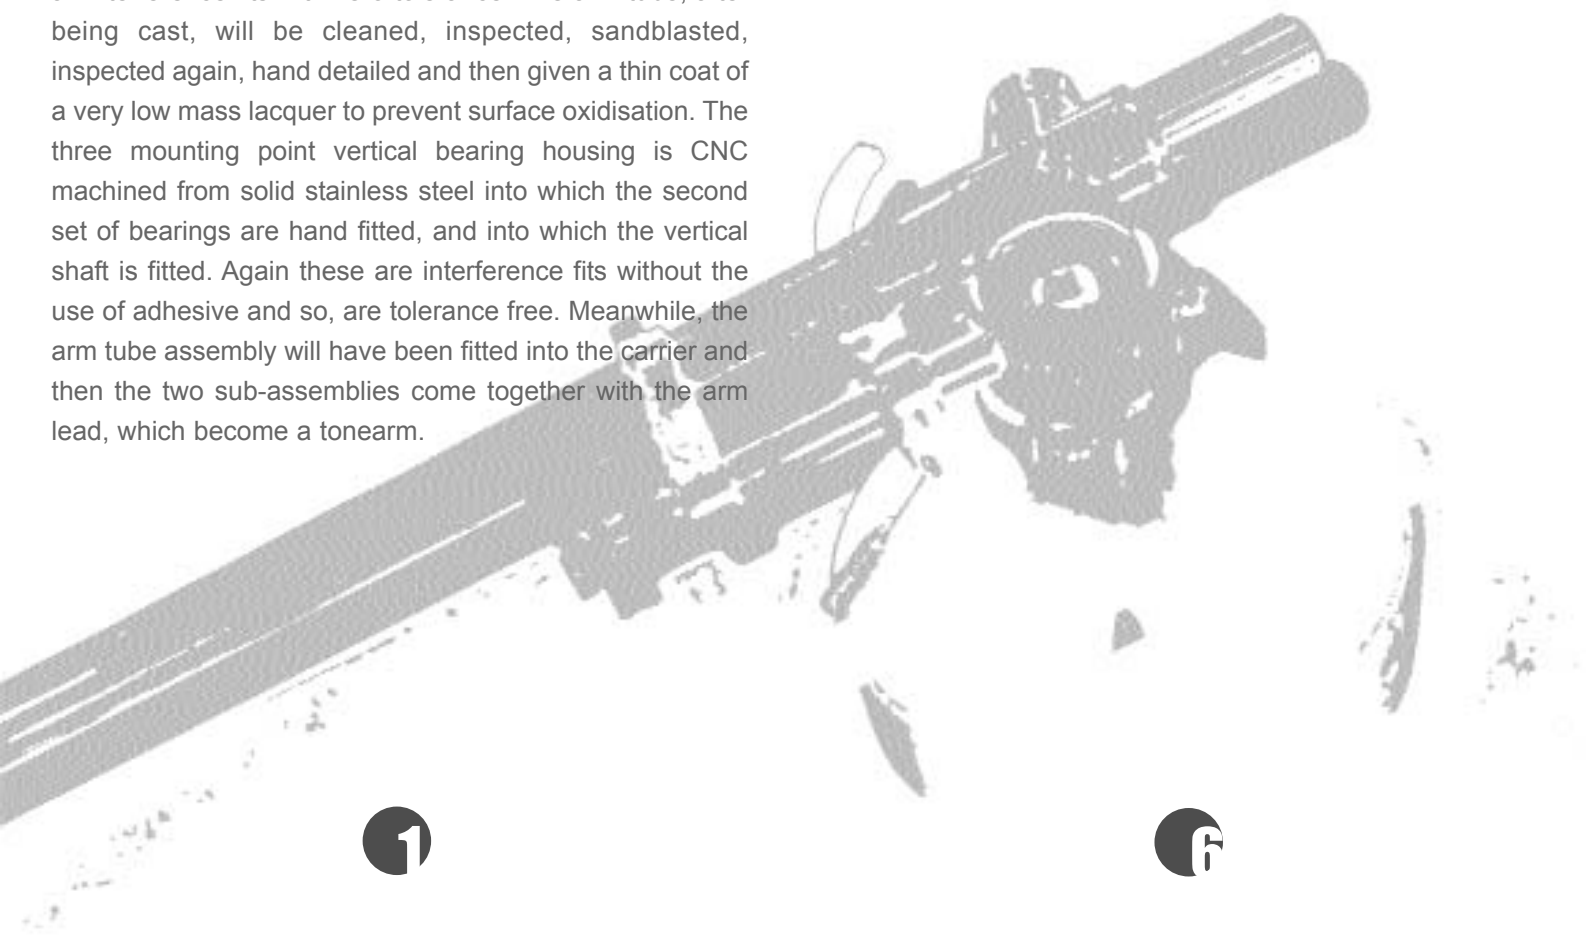 being cast, will be cleaned, inspected, sandblasted,
inspected again, hand detailed and then given a thin coat of
a very low mass lacquer to prevent surface oxidisation. The
three mounting point vertical bearing housing is CNC
machined from solid stainless steel into which the second
set of bearings are hand fitted, and into which the vertical
shaft is fitted. Again these are interference fits without the
use of adhesive and so, are tolerance free. Meanwhile, the
arm tube assembly will have been fitted into the carrier and
then the two sub-assemblies come together with the arm
lead, which become a tonearm.
1
6